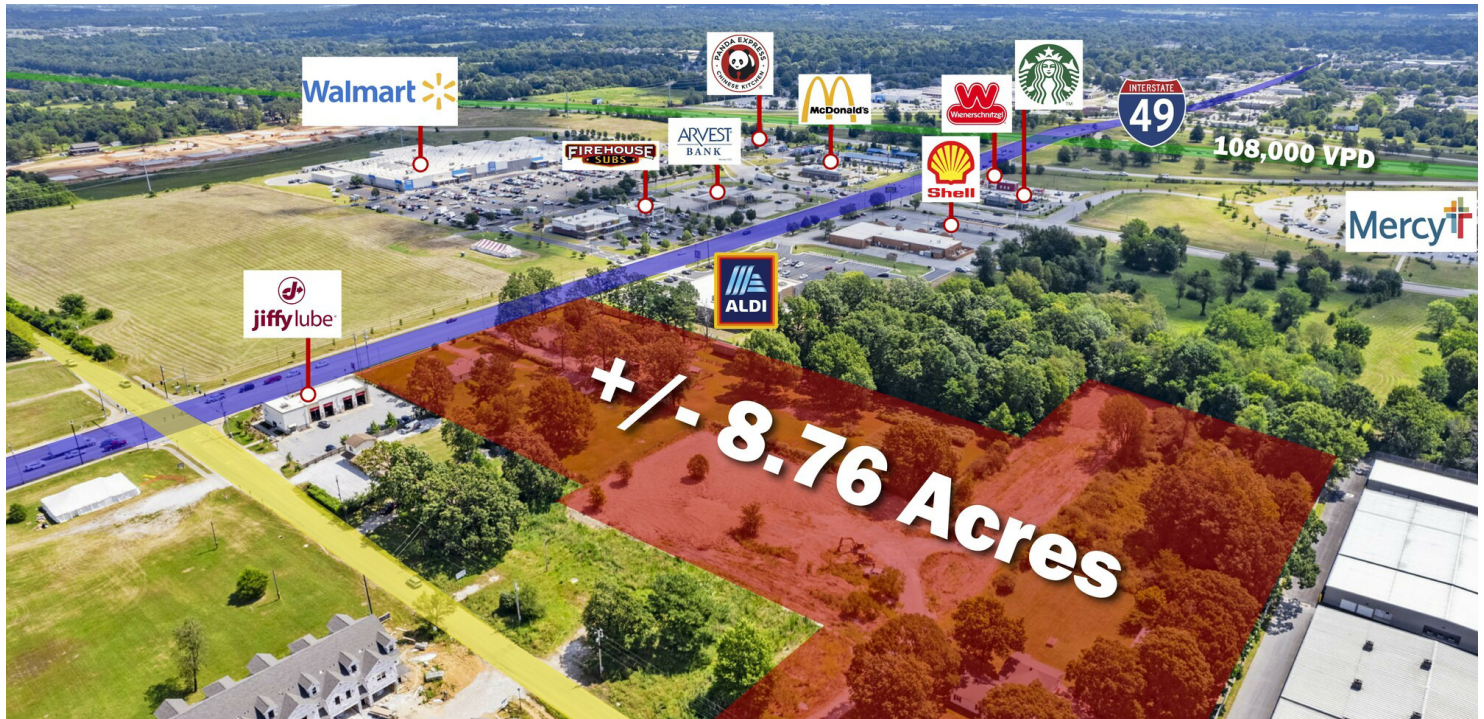 Walmart
PANDA EXPRESS
CHINESE KITCHEN
McDonald's
Wienerschnitzel
TM
INTERSTATE
49
108,000 VPD
FIREHOUSE
SUBS
ARVEST
BANK
Shell
Mercy
jiffy lube
ALDI
+/- 8.76 Acres